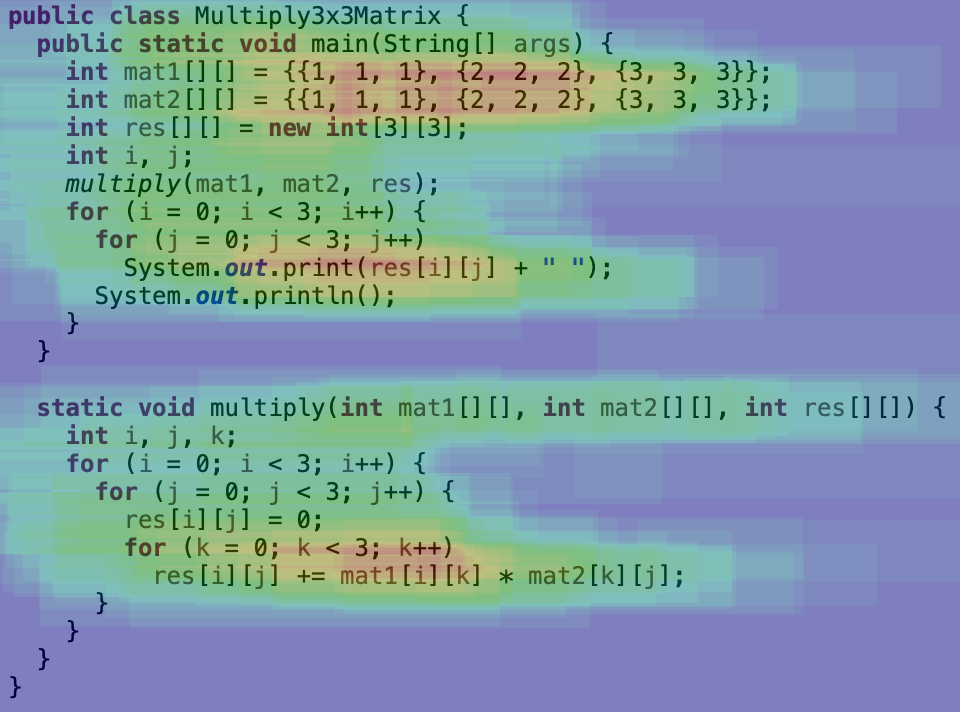 public class Multiply3x3Matrix {
  public static void main(String[] args) {
    int mat1[][] = {{1, 1, 1}, {2, 2, 2}, {3, 3, 3}};
    int mat2[][] = {{1, 1, 1}, {2, 2, 2}, {3, 3, 3}};
    int res[][] = new int[3][3];
    int i, j;
    multiply(mat1, mat2, res);
    for (i = 0; i < 3; i++) {
      for (j = 0; j < 3; j++)
        System.out.print(res[i][j] + " ");
      System.out.println();
    }
  }

  static void multiply(int mat1[][], int mat2[][], int res[][]) {
    int i, j, k;
    for (i = 0; i < 3; i++) {
      for (j = 0; j < 3; j++) {
        res[i][j] = 0;
        for (k = 0; k < 3; k++)
          res[i][j] += mat1[i][k] * mat2[k][j];
      }
    }
  }
}